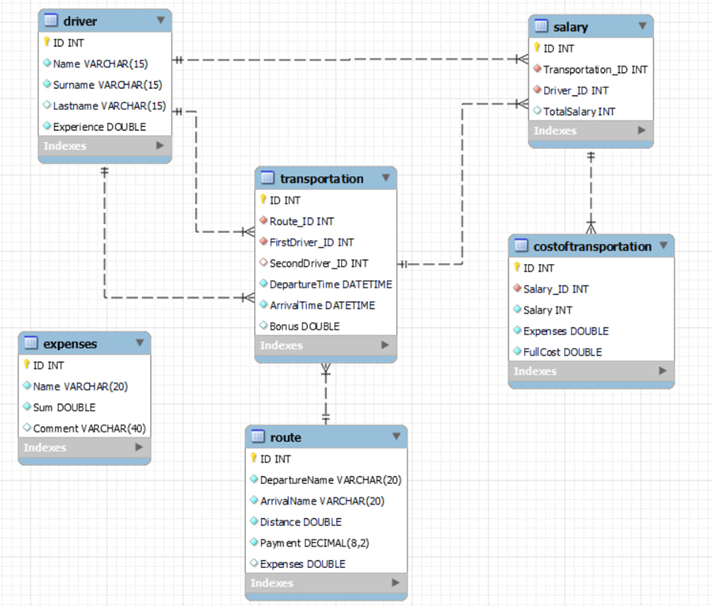 driver
ID INT
Name VARCHAR(15)
Surname VARCHAR(15)
Lastname VARCHAR(15)
Experience DOUBLE
Indexes
salary
ID INT
Transportation_ID INT
Driver_ID INT
TotalSalary INT
Indexes
transportation
ID INT
Route_ID INT
FirstDriver_ID INT
SecondDriver_ID INT
DepartureTime DATETIME
ArrivalTime DATETIME
Bonus DOUBLE
Indexes
costoftransportation
ID INT
Salary_ID INT
Salary INT
Expenses DOUBLE
FullCost DOUBLE
Indexes
expenses
ID INT
Name VARCHAR(20)
Sum DOUBLE
Comment VARCHAR(40)
Indexes
route
ID INT
DepartureName VARCHAR(20)
ArrivalName VARCHAR(20)
Distance DOUBLE
Payment DECIMAL(8,2)
Expenses DOUBLE
Indexes